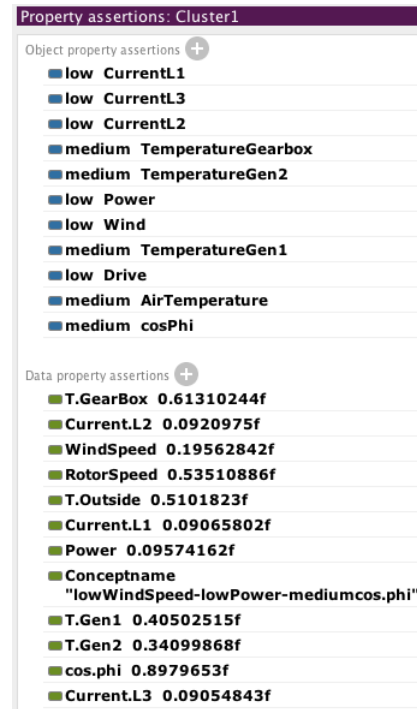 Property assertions: Cluster1
Object property assertions
low CurrentL1
low CurrentL3
low CurrentL2
medium TemperatureGearbox
medium TemperatureGen2
low Power
low Wind
medium TemperatureGen1
low Drive
medium AirTemperature
medium cosPhi
Data property assertions
T.GearBox 0.61310244f
Current.L2 0.0920975f
WindSpeed 0.19562842f
RotorSpeed 0.53510886f
T.Outside 0.5101823f
Current.L1 0.09065802f
Power 0.09574162f
Conceptname
"lowWindSpeed-lowPower-mediumcos.phi"
T.Gen1 0.40502515f
T.Gen2 0.34099868f
cos.phi 0.8979653f
Current.L3 0.09054843f